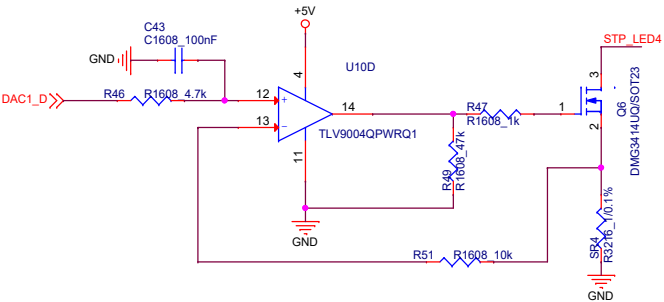 C43
C1608_100nF
GND
+5V
STP_LED4
U10D
DAC1_D
R46
R1608_4.7k
12
4
13
14
11
TLV9004QPWRQ1
R47
R1608_1k
R49
R1608_47k
1
3
2
Q6
DMG3414UQ/SOT23
GND
R51
R1608_10k
SR4
R3216_1/0.1%
GND
+
−